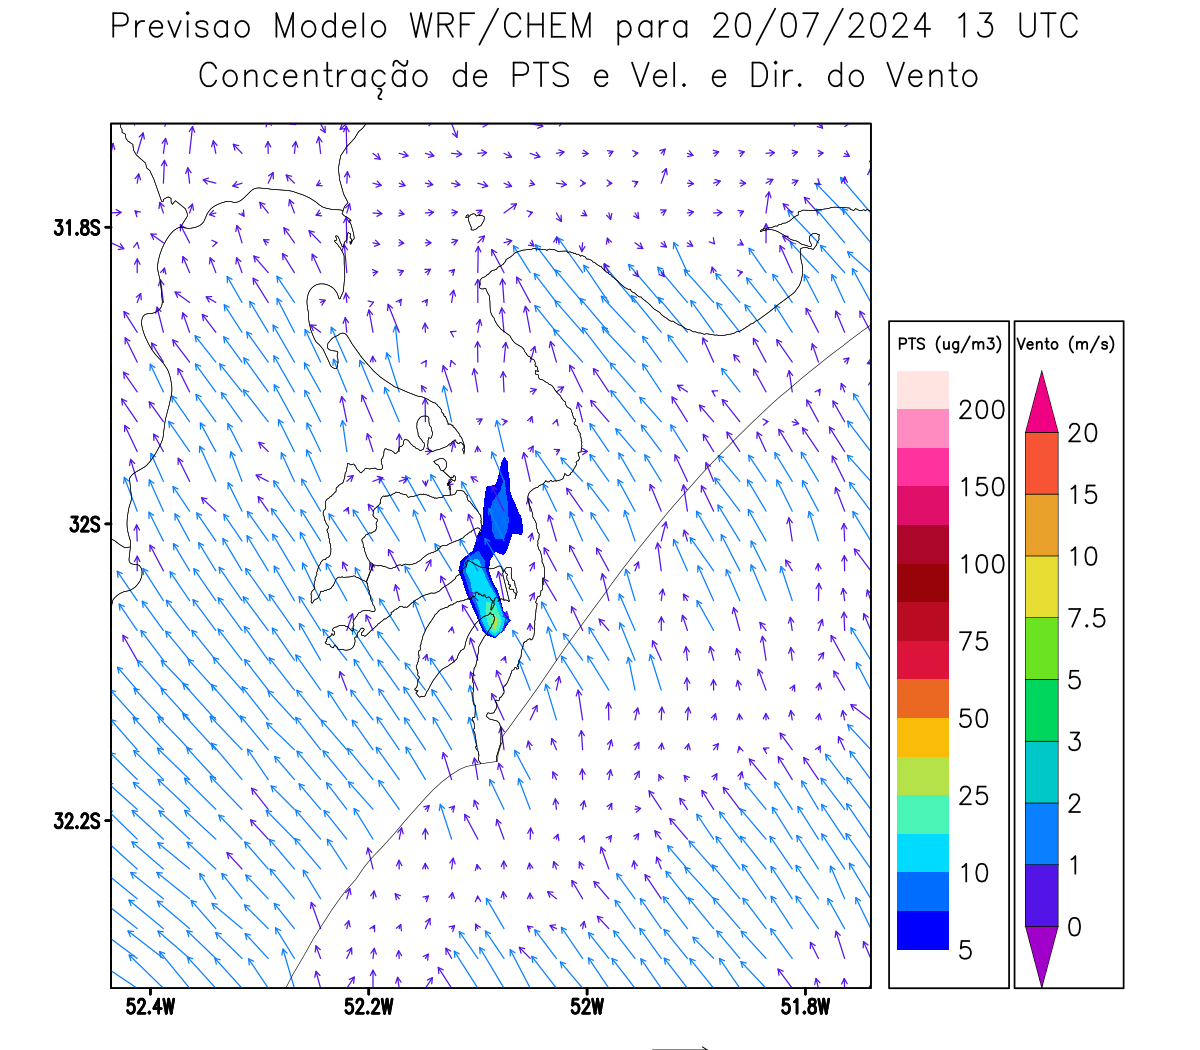 Previsao Modelo WRF/CHEM para 20/07/2024 13 UTC
Concentração de PTS e Vel. e Dir. do Vento
31.8S
32S
32.2S
52.4W 52.2W 52W 51.8W
PTS (ug/m3)
200
150
100
75
50
25
10
5
Vento (m/s)
20
15
10
7.5
5
3
2
1
0